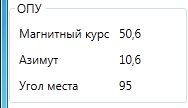 ОПУ
Магнитный курс 50,6
Азимут 10,6
Угол места 95